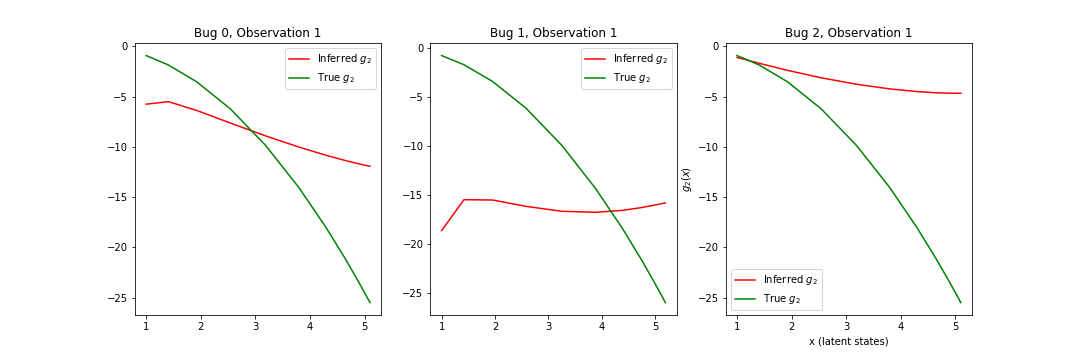 Bug 0, Observation 1
0
−5
−10
−15
−20
−25
1 2 3 4 5
Inferred g₂
True g₂
Bug 1, Observation 1
0
−5
−10
−15
−20
−25
1 2 3 4 5
Inferred g₂
True g₂
Bug 2, Observation 1
g₂(x)
0
−5
−10
−15
−20
−25
1 2 3 4 5
x (latent states)
Inferred g₂
True g₂